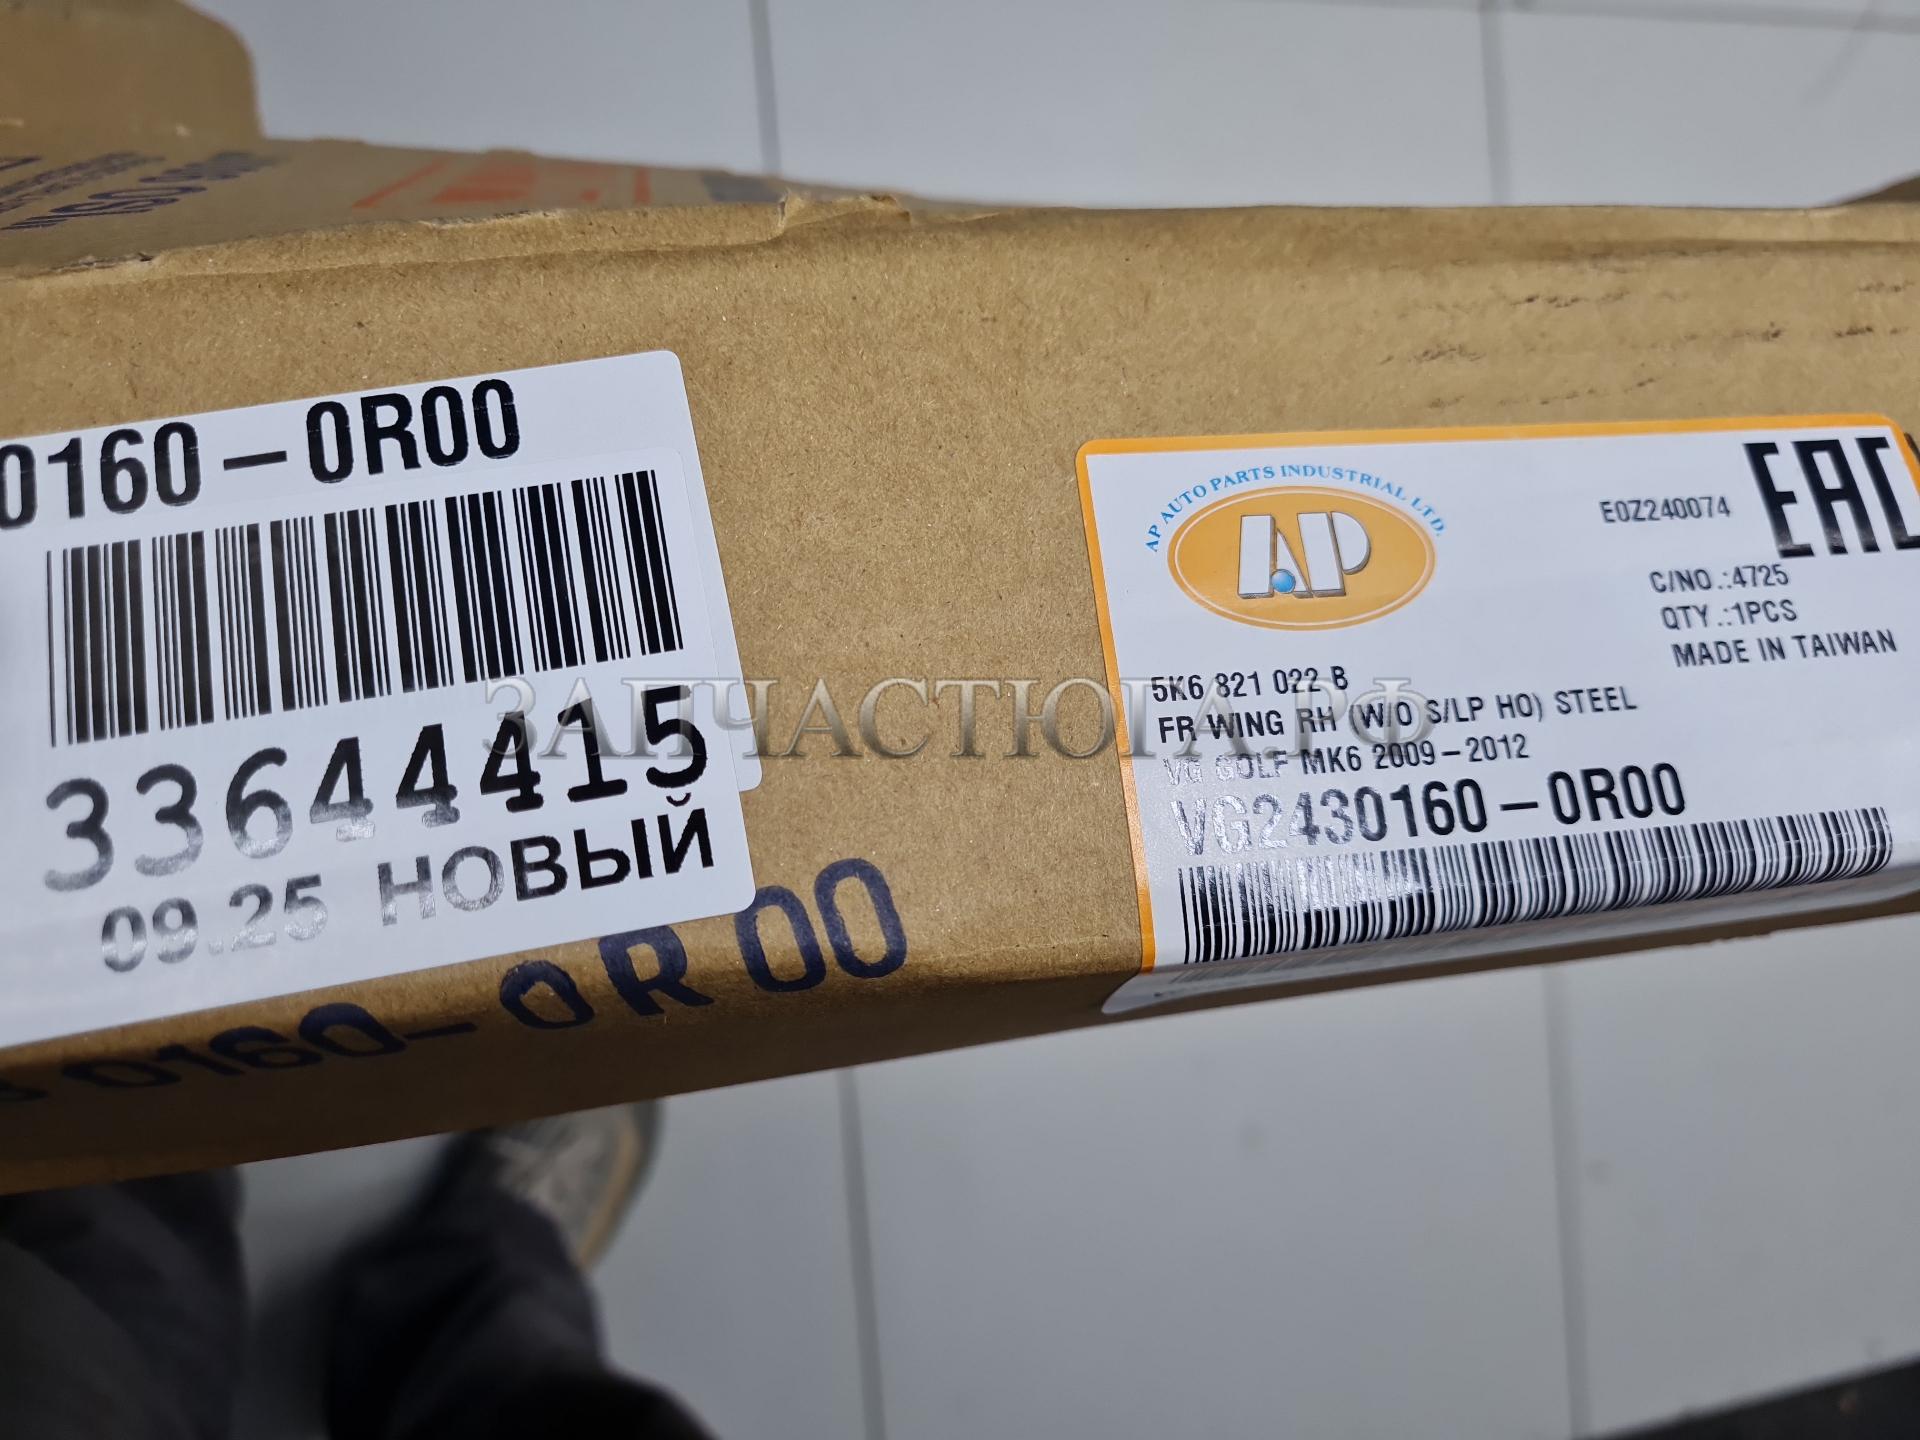 ISO
0160-0R00
33644415
09.25 НОВЫЙ
0160-0R00
AP AUTO PARTS INDUSTRIAL LTD.
AP
E0Z240074
EAC
C/NO.:4725
QTY.:1PCS
MADE IN TAIWAN
5K6 821 022 B
FR WING RH (W/O S/LP HO) STEEL
VG GOLF MK6 2009-2012
VG2430160-0R00
ЗАПЧАСТЮГА.РФ